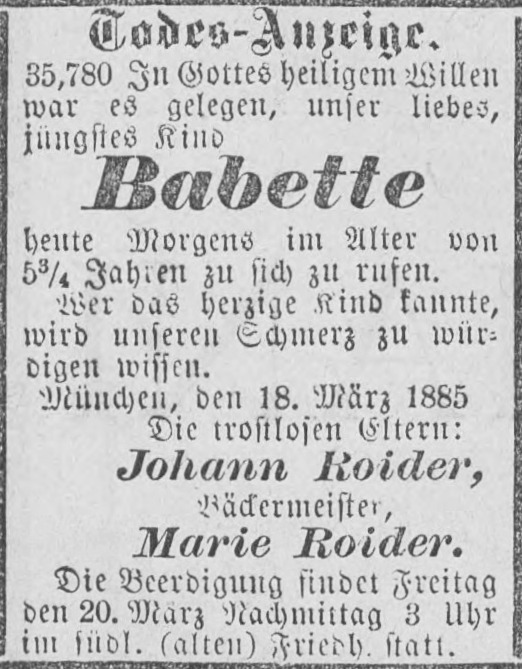 Todes-Anzeige.
35,780 In Gottes heiligem Willen
war es gelegen, unser liebes,
jüngstes Kind
Babette
heute Morgens im Alter von
5¾ Jahren zu sich zu rufen.
Wer das herzige Kind kannte,
wird unseren Schmerz zu wür-
digen wissen.
München, den 18. März 1885
Die trostlosen Eltern:
Johann Roider,
Bäckermeister,
Marie Roider.
Die Beerdigung findet Freitag
den 20. März Nachmittag 3 Uhr
im südl. (alten) Friedh. statt.